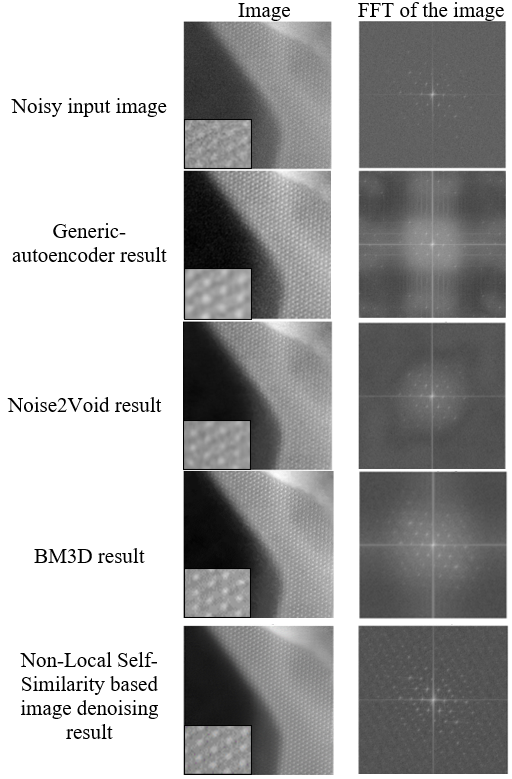 Image
FFT of the image
Noisy input image
Generic-
autoencoder result
Noise2Void result
BM3D result
Non-Local Self-
Similarity based
image denoising
result